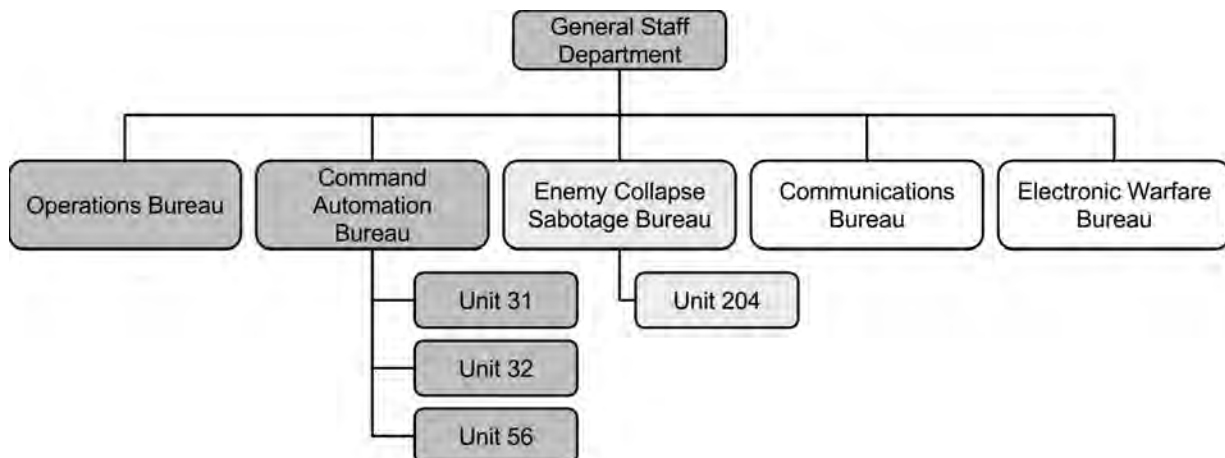 General Staff
Department
Operations Bureau
Command
Automation
Bureau
Enemy Collapse
Sabotage Bureau
Communications
Bureau
Electronic Warfare
Bureau
Unit 31
Unit 204
Unit 32
Unit 56